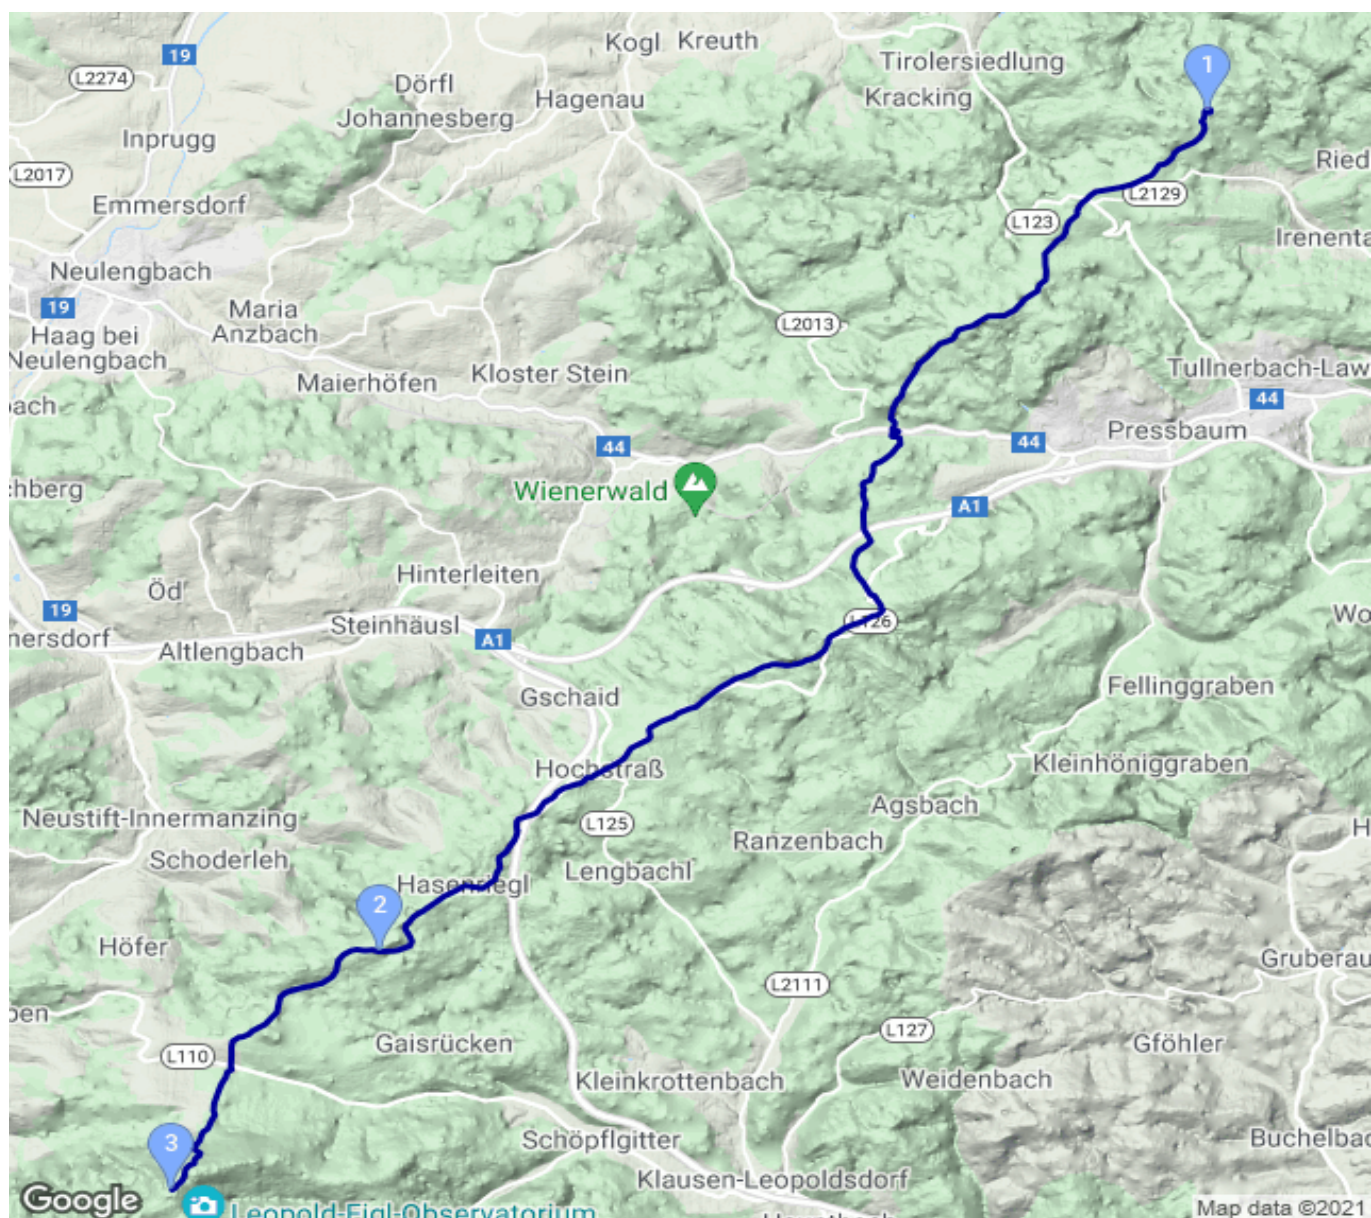 19
Kogl
Kreuth
Tirolersiedlung
1
L2274
Dörfl
Kracking
Hagenau
Johannesberg
Inprugg
Ried
L2017
L2129
Emmersdorf
L123
Irenenta
Neulengbach
19
Maria
Anzbach
L2013
Haag bei
Neulengbach
Tullnerbach-Law
Kloster Stein
Maierhöfen
44
bach
Pressbaum
44
44
chberg
Wienerwald
A1
Hinterleiten
Öd
19
Steinhäusl
L126
Wo
nersdorf
A1
Altlengbach
Fellinggraben
Gschaid
Hochstraß
Kleinhöniggraben
Agsbach
Neustift-Innermanzing
L125
H
Ranzenbach
Schoderleh
Lengbachl
Hasenriegl
2
Höfer
Gruberau
L2111
ben
L127
Gaisrücken
Gföhler
L110
Kleinkrottenbach
Weidenbach
Schöpflgitter
3
Buchelbac
Klausen-Leopoldsdorf
Google
Leopold-Figl-Observatorium
Map data ©2021